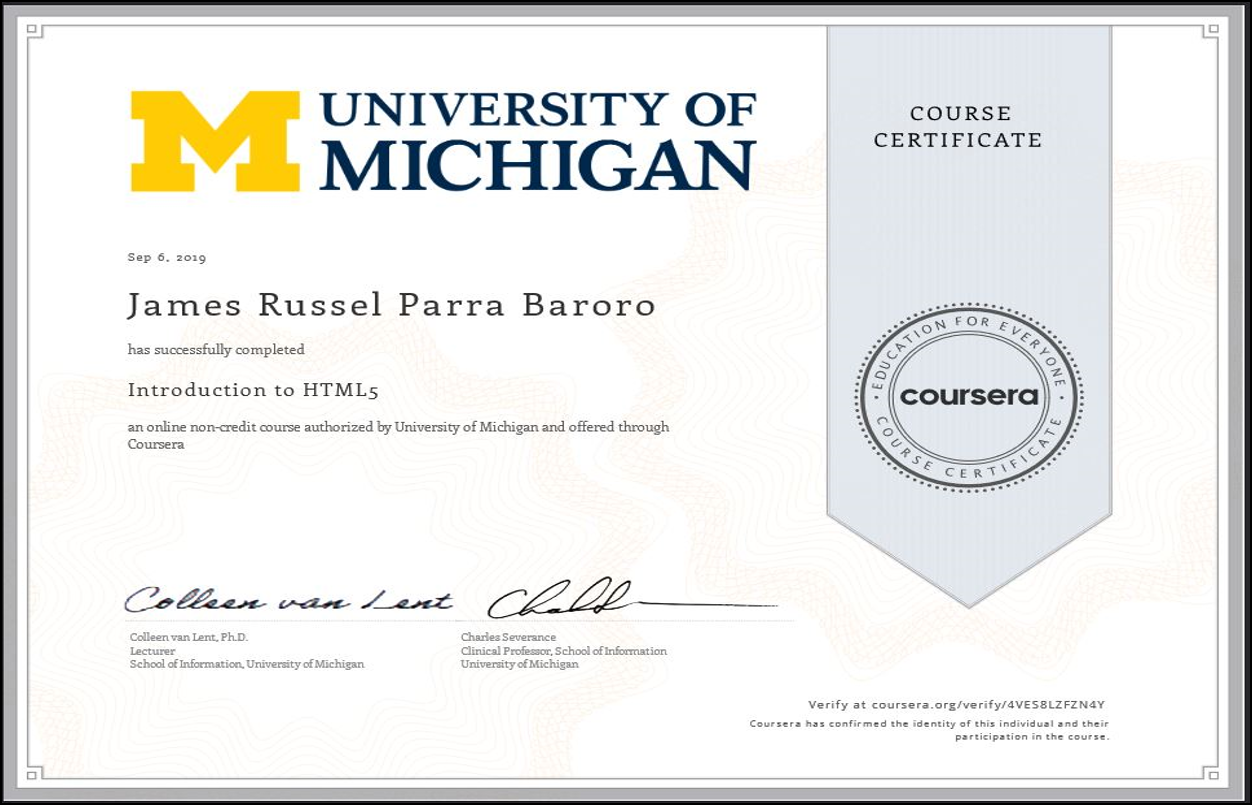 M
UNIVERSITY OF
MICHIGAN
COURSE
CERTIFICATE
Sep 6, 2019
James Russel Parra Baroro
has successfully completed
Introduction to HTML5
an online non-credit course authorized by University of Michigan and offered through
Coursera
EDUCATION FOR EVERYONE
coursera
COURSE CERTIFICATE
Colleen van Lent
Colleen van Lent, Ph.D.
Lecturer
School of Information, University of Michigan
Charles Severance
Clinical Professor, School of Information
University of Michigan
Verify at coursera.org/verify/4VES8LZFZN4Y
Coursera has confirmed the identity of this individual and their
participation in the course.